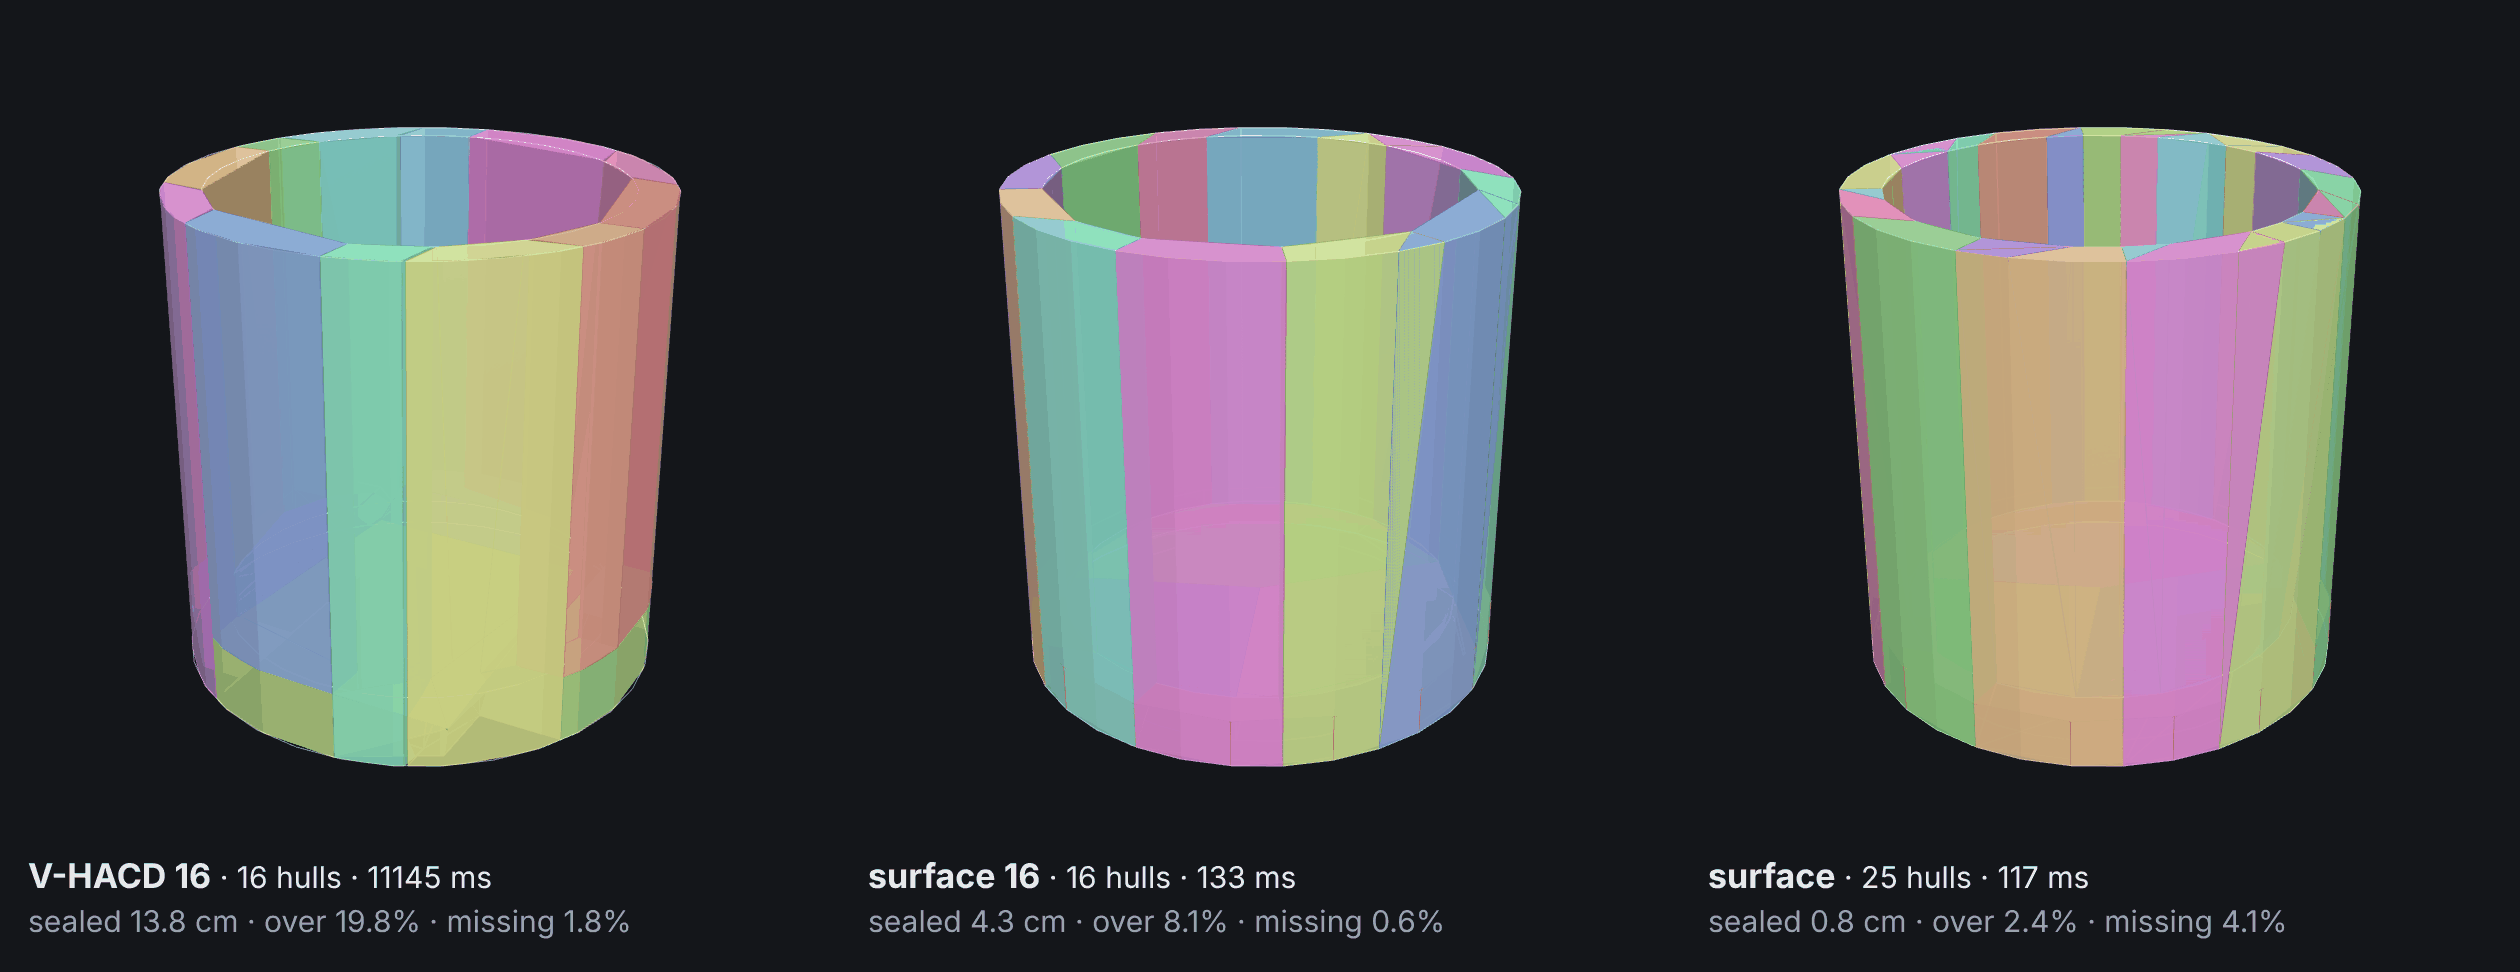 V-HACD 16 · 16 hulls · 11145 ms
sealed 13.8 cm · over 19.8% · missing 1.8%
surface 16 · 16 hulls · 133 ms
sealed 4.3 cm · over 8.1% · missing 0.6%
surface · 25 hulls · 117 ms
sealed 0.8 cm · over 2.4% · missing 4.1%